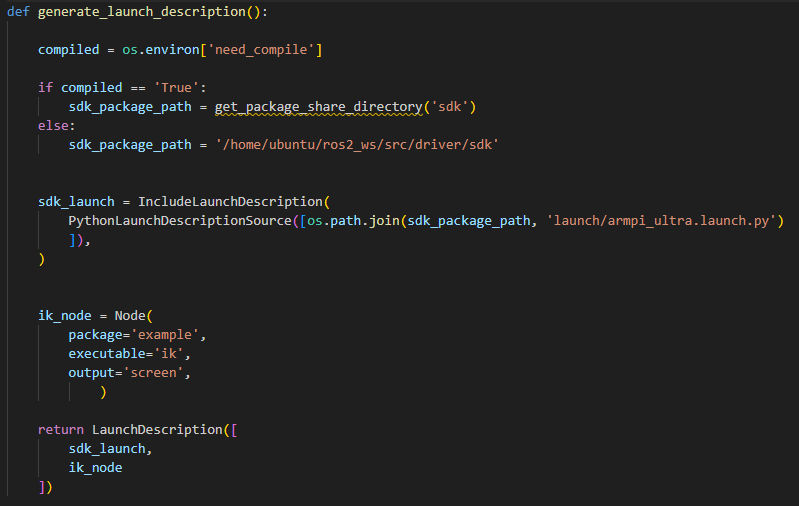 def generate_launch_description():
    compiled = os.environ['need_compile']
    if compiled == 'True':
        sdk_package_path = get_package_share_directory('sdk')
    else:
        sdk_package_path = '/home/ubuntu/ros2_ws/src/driver/sdk'
    sdk_launch = IncludeLaunchDescription(
        PythonLaunchDescriptionSource([os.path.join(sdk_package_path, 'launch/armpi_ultra.launch.py')
        ]),
    )
    ik_node = Node(
        package='example',
        executable='ik',
        output='screen',
            )
    return LaunchDescription([
        sdk_launch,
        ik_node
    ])